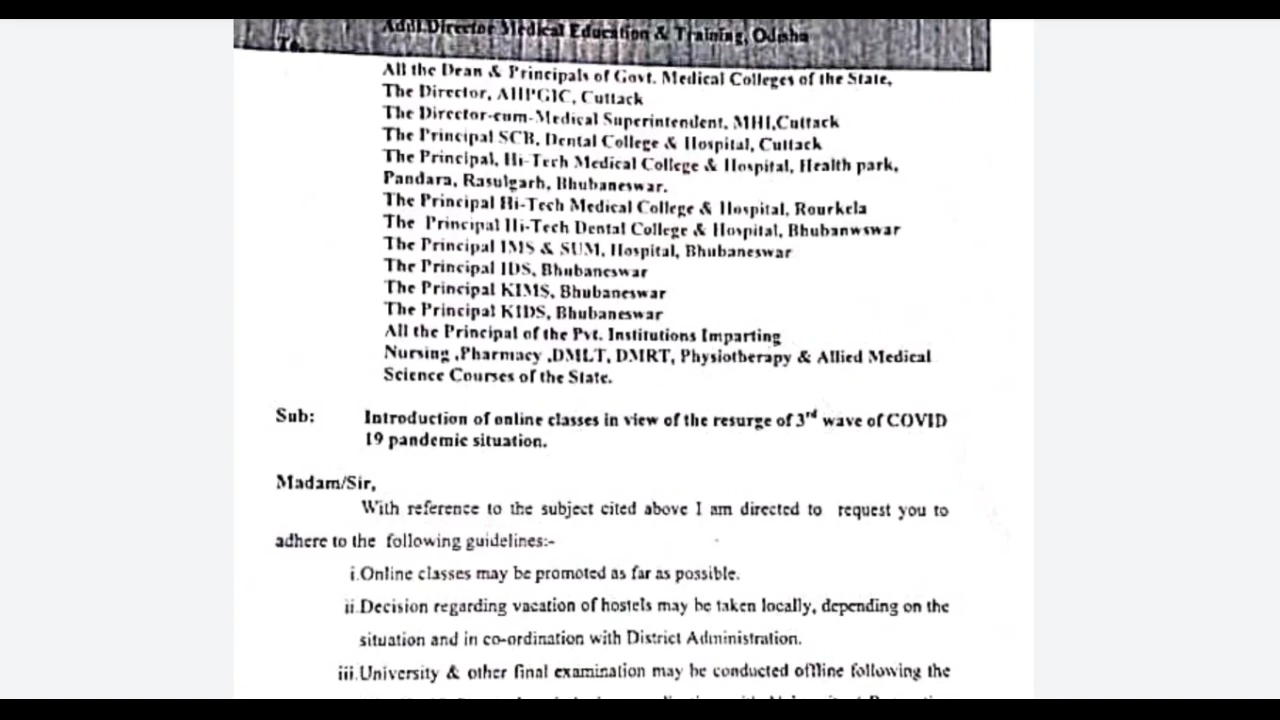 Addl.Director Medical Education & Training, Odisha
To,
All the Dean & Principals of Govt. Medical Colleges of the State,
The Director, AHPGIC, Cuttack
The Director-cum-Medical Superintendent, MHI,Cuttack
The Principal SCB, Dental College & Hospital, Cuttack
The Principal, Hi-Tech Medical College & Hospital, Health park,
Pandara, Rasulgarh, Bhubaneswar.
The Principal Hi-Tech Medical College & Hospital, Rourkela
The Principal Hi-Tech Dental College & Hospital, Bhubanwswar
The Principal IMS & SUM, Hospital, Bhubaneswar
The Principal IDS, Bhubaneswar
The Principal KIMS, Bhubaneswar
The Principal KIDS, Bhubaneswar
All the Principal of the Pvt. Institutions Imparting
Nursing ,Pharmacy ,DMLT, DMRT, Physiotherapy & Allied Medical
Science Courses of the State.
Sub: Introduction of online classes in view of the resurge of 3rd wave of COVID
19 pandemic situation.
Madam/Sir,
With reference to the subject cited above I am directed to request you to
adhere to the following guidelines:-
i.Online classes may be promoted as far as possible.
ii.Decision regarding vacation of hostels may be taken locally, depending on the
situation and in co-ordination with District Administration.
iii.University & other final examination may be conducted offline following the